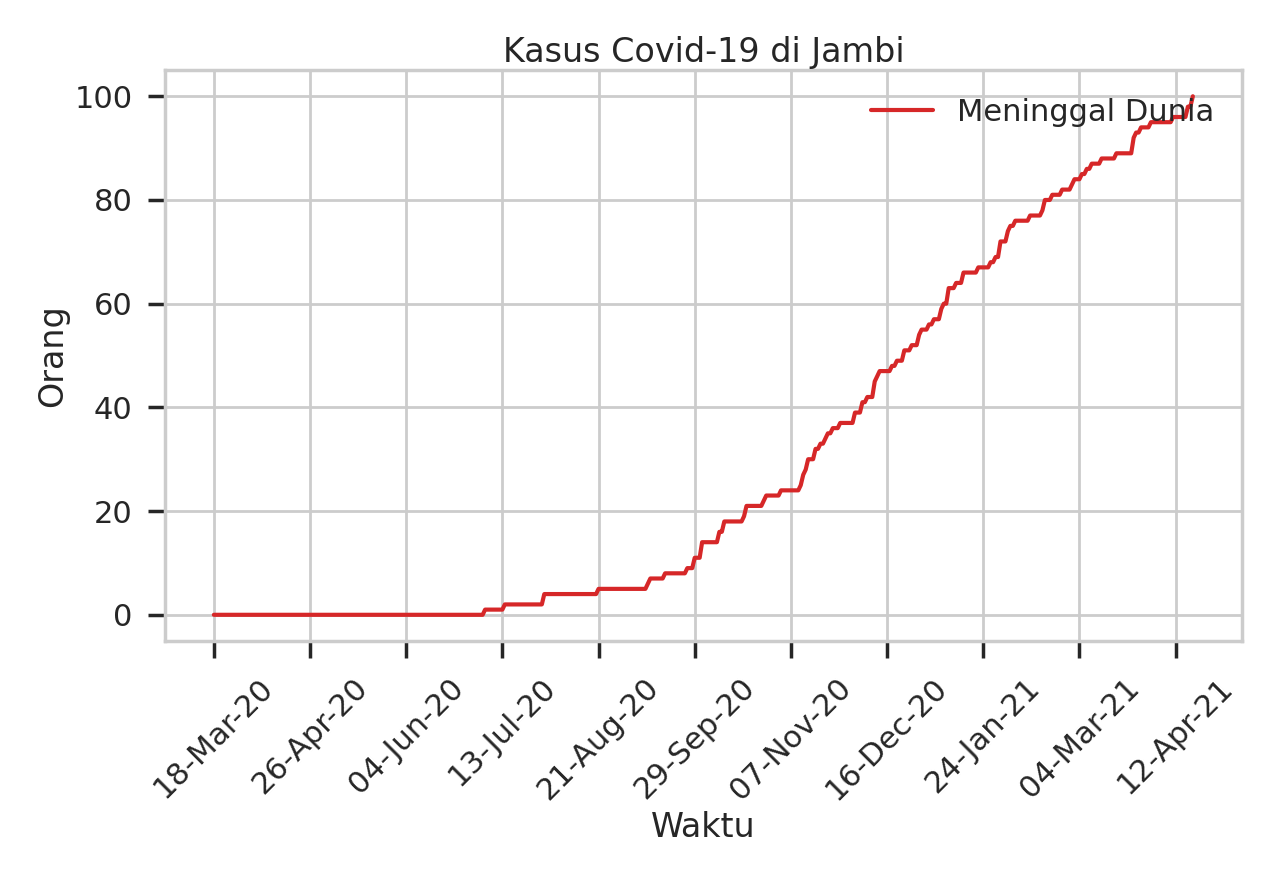 Kasus Covid-19 di Jambi
Meninggal Dunia
Orang
100
80
60
40
20
0
18-Mar-20
26-Apr-20
04-Jun-20
13-Jul-20
21-Aug-20
29-Sep-20
07-Nov-20
16-Dec-20
24-Jan-21
04-Mar-21
12-Apr-21
Waktu